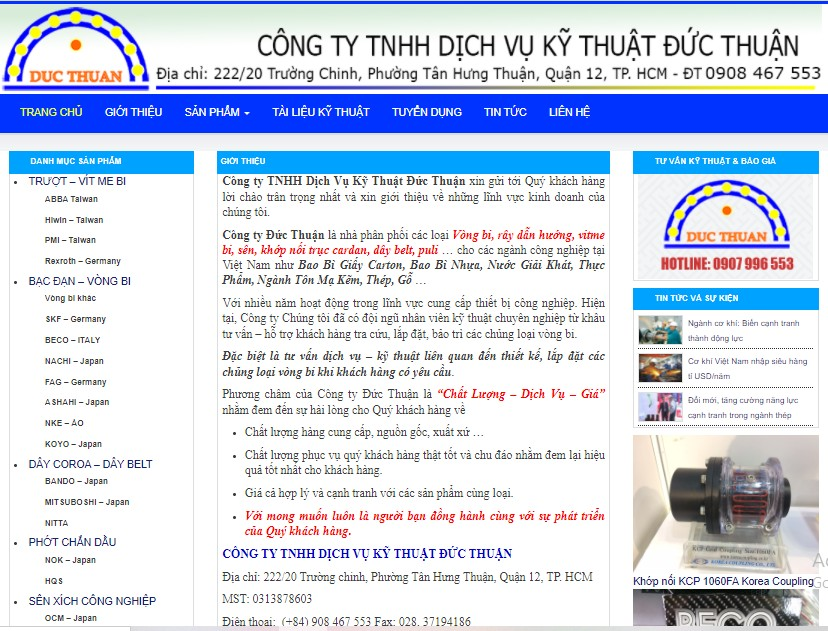 DUC THUAN
CÔNG TY TNHH DỊCH VỤ KỸ THUẬT ĐỨC THUẬN
Địa chỉ: 222/20 Trường Chinh, Phường Tân Hưng Thuận, Quận 12, TP. HCM - ĐT 0908 467 553
TRANG CHỦ GIỚI THIỆU SẢN PHẨM TÀI LIỆU KỸ THUẬT TUYỂN DỤNG TIN TỨC LIÊN HỆ
DANH MỤC SẢN PHẨM
TRƯỢT – VÍT ME BI
ABBA Taiwan
Hiwin – Taiwan
PMI – Taiwan
Rexroth – Germany
BẠC ĐẠN – VÒNG BI
Vòng bi khác
SKF – Germany
BECO – ITALY
NACHI – Japan
FAG – Germany
ASHAHI – Japan
NKE – ÁO
KOYO – Japan
DÂY COROA – DÂY BELT
BANDO – Japan
MITSUBOSHI – Japan
NITTA
PHỚT CHẮN DẦU
NOK – Japan
HQS
SÊN XÍCH CÔNG NGHIỆP
OCM – Japan
GIỚI THIỆU
Công ty TNHH Dịch Vụ Kỹ Thuật Đức Thuận xin gửi tới Quý khách hàng
lời chào trân trọng nhất và xin giới thiệu về những lĩnh vực kinh doanh của
chúng tôi.
Công ty Đức Thuận là nhà phân phối các loại Vòng bi, rây dẫn hướng, vitme
bi, sên, khớp nối trục cardan, dây belt, puli … cho các ngành công nghiệp tại
Việt Nam như Bao Bì Giấy Carton, Bao Bì Nhựa, Nước Giải Khát, Thực
Phẩm, Ngành Tôn Mạ Kẽm, Thép, Gỗ …
Với nhiều năm hoạt động trong lĩnh vực cung cấp thiết bị công nghiệp. Hiện
tại, Công ty Chúng tôi đã có đội ngũ nhân viên kỹ thuật chuyên nghiệp từ khâu
tư vấn – hỗ trợ khách hàng tra cứu, lắp đặt, bảo trì các chủng loại vòng bi.
Đặc biệt là tư vấn dịch vụ – kỹ thuật liên quan đến thiết kế, lắp đặt các
chủng loại vòng bi khi khách hàng có yêu cầu.
Phương châm của Công ty Đức Thuận là “Chất Lượng – Dịch Vụ – Giá”
nhằm đem đến sự hài lòng cho Quý khách hàng về
Chất lượng hàng cung cấp, nguồn gốc, xuất xứ …
Chất lượng phục vụ quý khách hàng thật tốt và chu đáo nhằm đem lại hiệu
quả tốt nhất cho khách hàng.
Giá cả hợp lý và cạnh tranh với các sản phẩm cùng loại.
Với mong muốn luôn là người bạn đồng hành cùng với sự phát triển
của Quý khách hàng.
CÔNG TY TNHH DỊCH VỤ KỸ THUẬT ĐỨC THUẬN
Địa chỉ: 222/20 Trường chinh, Phường Tân Hưng Thuận, Quận 12, TP. HCM
MST: 0313878603
Điện thoại: (+84) 908 467 553 Fax: 028. 37194186
TƯ VẤN KỸ THUẬT & BÁO GIÁ
DUC THUAN
HOTLINE: 0907 996 553
TIN TỨC VÀ SỰ KIỆN
Ngành cơ khí: Biến cạnh tranh
thành động lực
Cơ khí Việt Nam nhập siêu hàng
tỉ USD/năm
Đổi mới, tăng cường năng lực
cạnh tranh trong ngành thép
KCP Grid Coupling
KOREA COUPLING CO., LTD.
Khớp nối KCP 1060FA Korea Coupling
BECO